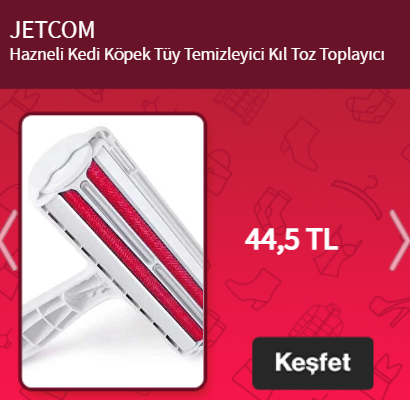 JETCOM
Hazneli Kedi Köpek Tüy Temizleyici Kıl Toz Toplayıcı
44,5 TL
Keşfet